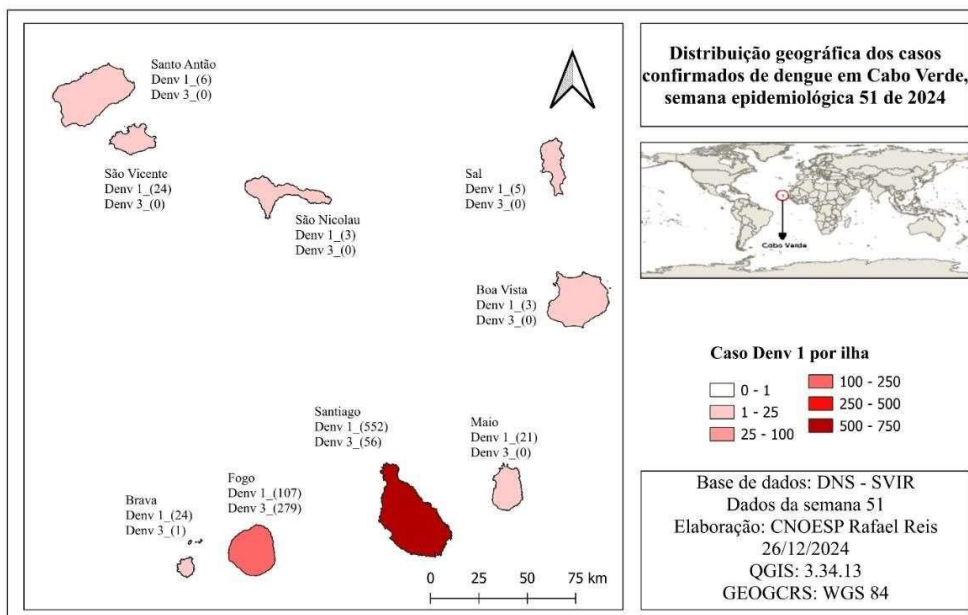 Santo Antão
Denv 1_(6)
Denv 3_(0)
São Vicente
Denv 1_(24)
Denv 3_(0)
São Nicolau
Denv 1_(3)
Denv 3_(0)
Sal
Denv 1_(5)
Denv 3_(0)
Boa Vista
Denv 1_(3)
Denv 3_(0)
Santiago
Denv 1_(552)
Denv 3_(56)
Maio
Denv 1_(21)
Denv 3_(0)
Fogo
Denv 1_(107)
Denv 3_(279)
Brava
Denv 1_(24)
Denv 3_(1)
0 25 50 75 km
Distribuição geográfica dos casos
confirmados de dengue em Cabo Verde,
semana epidemiológica 51 de 2024
Cabo Verde
Caso Denv 1 por ilha
0 - 1
1 - 25
25 - 100
100 - 250
250 - 500
500 - 750
Base de dados: DNS - SVIR
Dados da semana 51
Elaboração: CNOESP Rafael Reis
26/12/2024
QGIS: 3.34.13
GEOGCRS: WGS 84